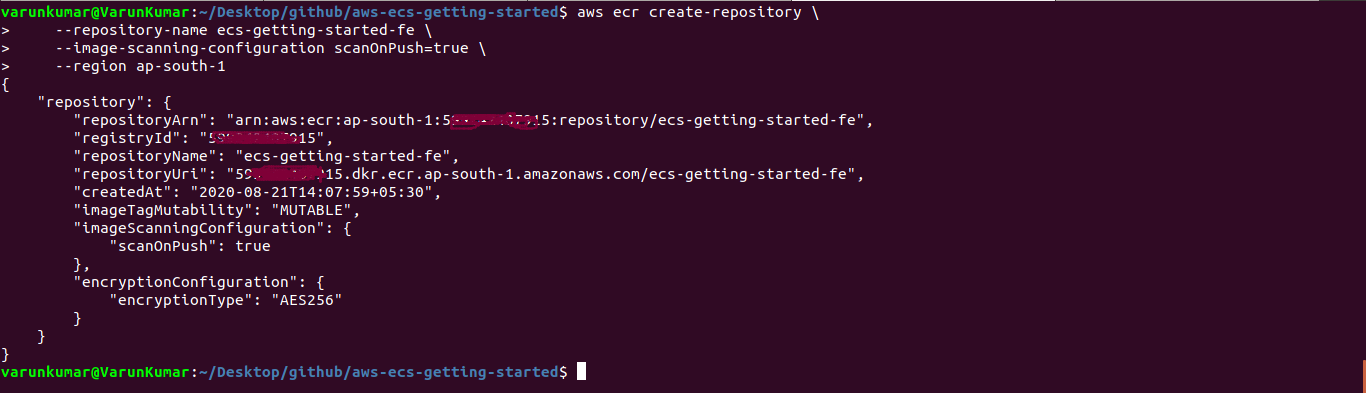 varunkumar@VarunKumar:~/Desktop/github/aws-ecs-getting-started$ aws ecr create-repository \
>     --repository-name ecs-getting-started-fe \
>     --image-scanning-configuration scanOnPush=true \
>     --region ap-south-1
{
    "repository": {
        "repositoryArn": "arn:aws:ecr:ap-south-1:5 15:repository/ecs-getting-started-fe",
        "registryId": "5 15",
        "repositoryName": "ecs-getting-started-fe",
        "repositoryUri": "59 15.dkr.ecr.ap-south-1.amazonaws.com/ecs-getting-started-fe",
        "createdAt": "2020-08-21T14:07:59+05:30",
        "imageTagMutability": "MUTABLE",
        "imageScanningConfiguration": {
            "scanOnPush": true
        },
        "encryptionConfiguration": {
            "encryptionType": "AES256"
        }
    }
}
varunkumar@VarunKumar:~/Desktop/github/aws-ecs-getting-started$